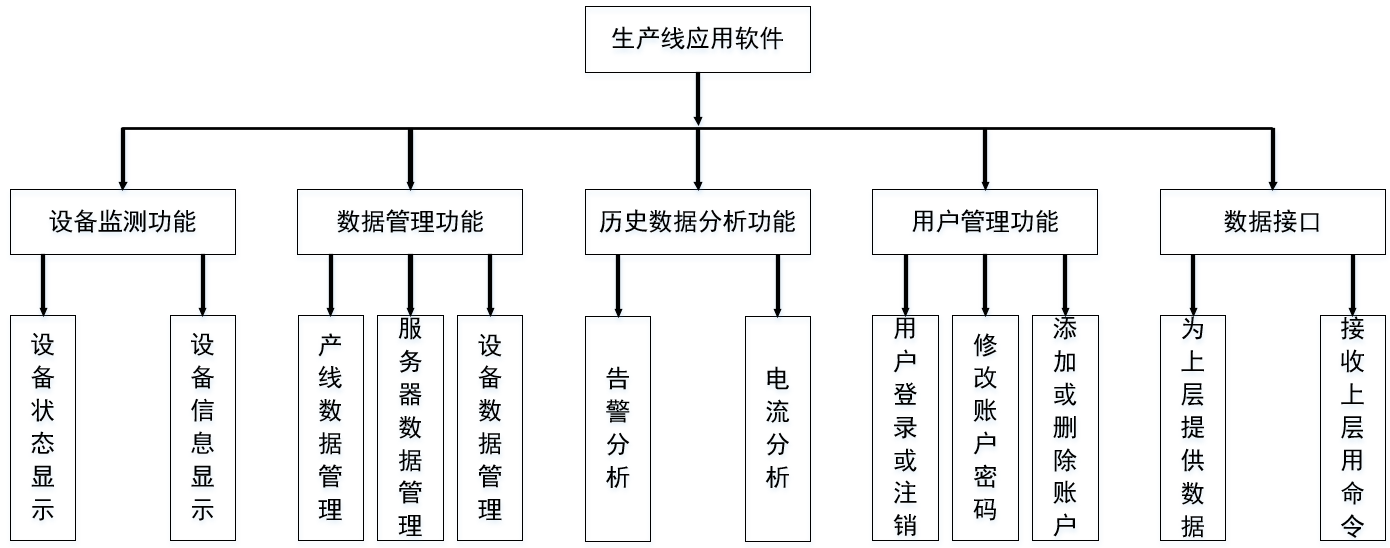 生产线应用软件
设备监测功能
数据管理功能
历史数据分析功能
用户管理功能
数据接口
设备状态显示
设备信息显示
产线数据管理
服务器数据管理
设备数据管理
告警分析
电流分析
用户登录或注销
修改账户密码
添加或删除账户
为上层提供数据
接收上层用命令